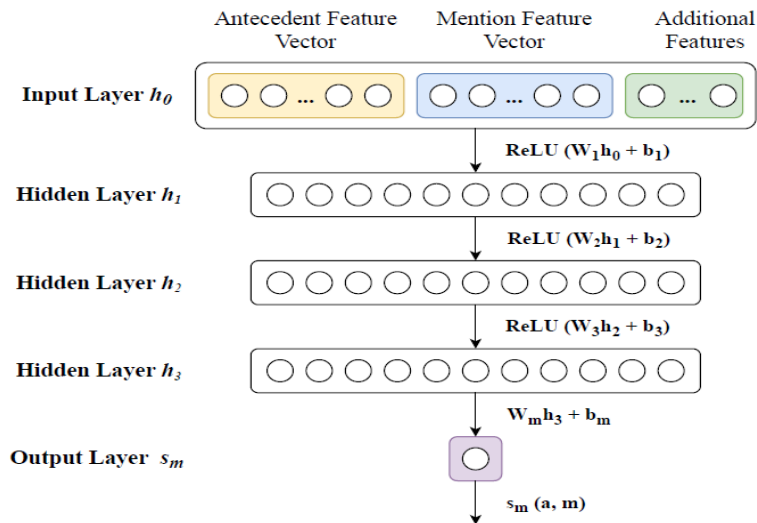 Antecedent Feature Vector
Mention Feature Vector
Additional Features
Input Layer h₀
... ... ...
ReLU (W₁h₀ + b₁)
Hidden Layer h₁
ReLU (W₂h₁ + b₂)
Hidden Layer h₂
ReLU (W₃h₂ + b₃)
Hidden Layer h₃
Wₘh₃ + bₘ
Output Layer sₘ
sₘ (a, m)